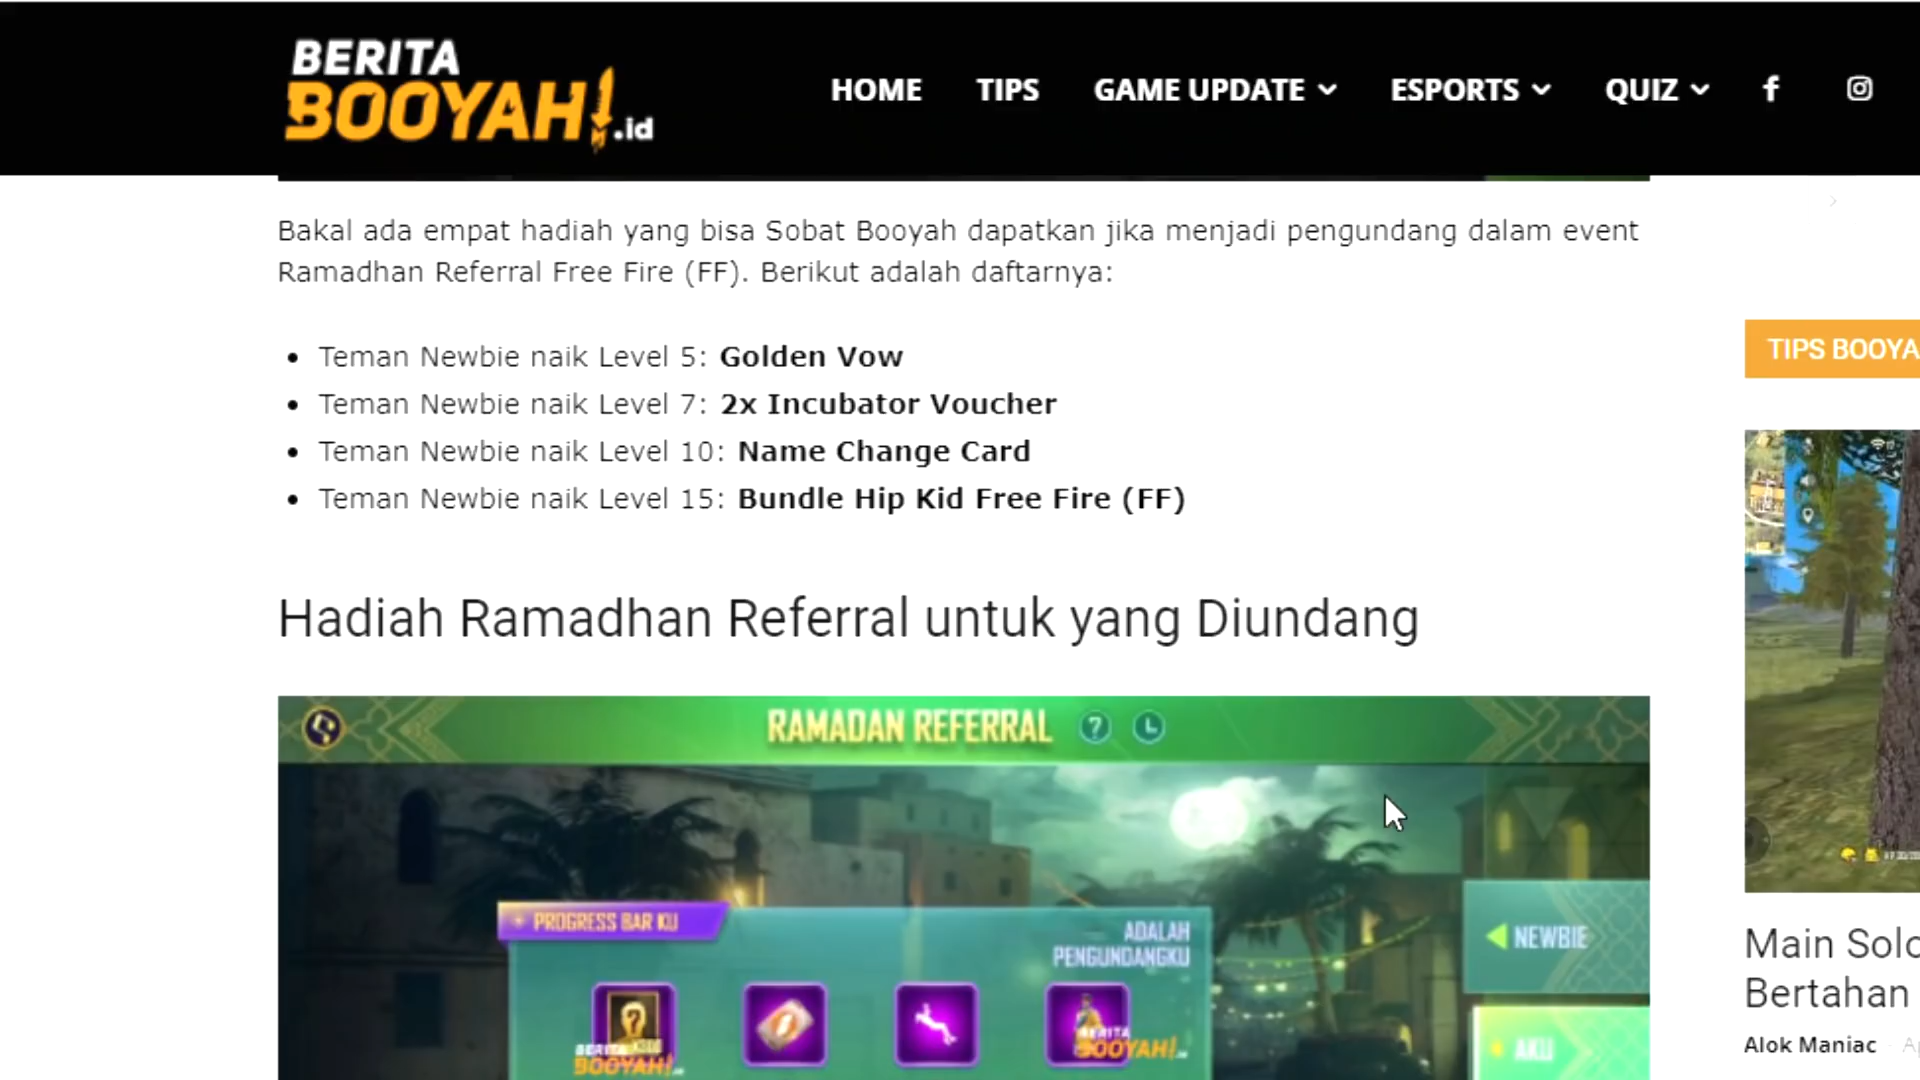 BERITA
BOOYAH!.id
HOME TIPS GAME UPDATE ESPORTS QUIZ
Bakal ada empat hadiah yang bisa Sobat Booyah dapatkan jika menjadi pengundang dalam event
Ramadhan Referral Free Fire (FF). Berikut adalah daftarnya:
• Teman Newbie naik Level 5: Golden Vow
• Teman Newbie naik Level 7: 2x Incubator Voucher
• Teman Newbie naik Level 10: Name Change Card
• Teman Newbie naik Level 15: Bundle Hip Kid Free Fire (FF)
TIPS BOOYA
Hadiah Ramadhan Referral untuk yang Diundang
RAMADAN REFERRAL ?
PROGRESS BAR KU
ADALAH
PENGUNDANGKU
NEWBIE
AKU
BERITA
BOOYAH!
BERITA
BOOYAH!
Main Solo
Bertahan
Alok Maniac